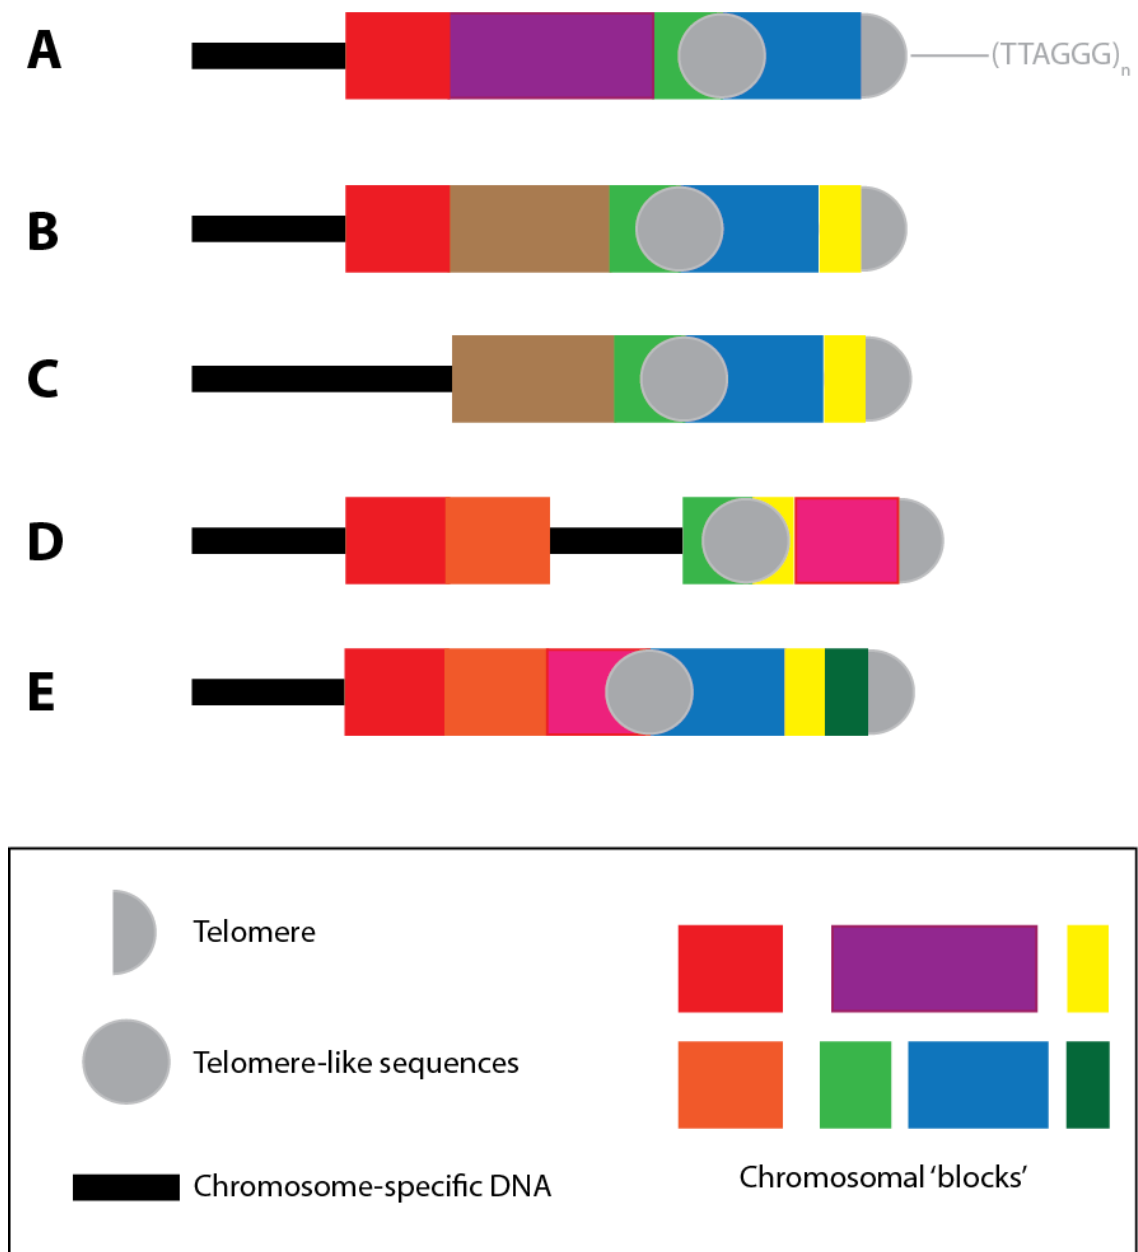 A
(TTAGGG)n
B
C
D
E
Telomere
Telomere-like sequences
Chromosome-specific DNA
Chromosomal ‘blocks’